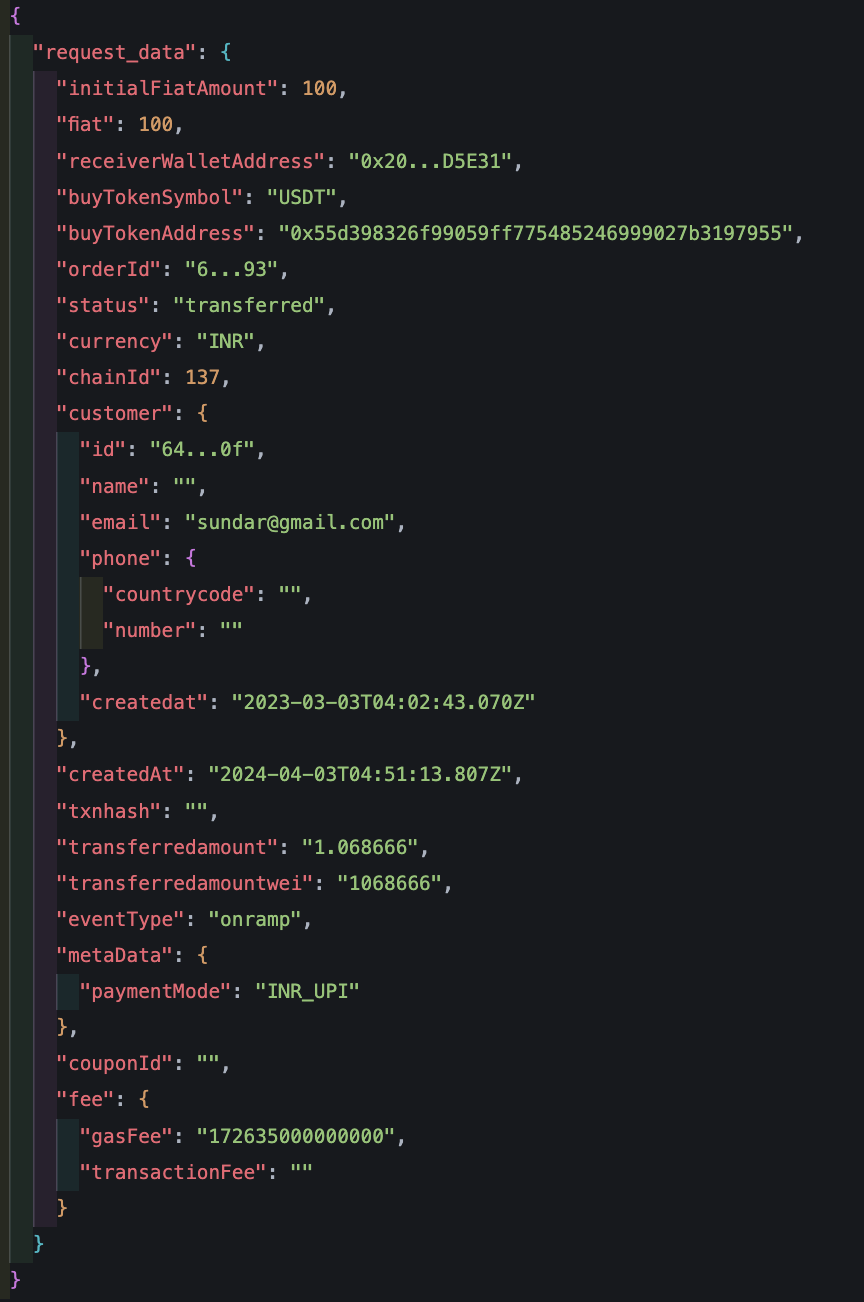 {
"request_data": {
"initialFiatAmount": 100,
"fiat": 100,
"receiverWalletAddress": "0x20...D5E31",
"buyTokenSymbol": "USDT",
"buyTokenAddress": "0x55d398326f99059ff775485246999027b3197955",
"orderId": "6...93",
"status": "transferred",
"currency": "INR",
"chainId": 137,
"customer": {
"id": "64...0f",
"name": "",
"email": "sundar@gmail.com",
"phone": {
"countrycode": "",
"number": ""
},
"createdat": "2023-03-03T04:02:43.070Z"
},
"createdAt": "2024-04-03T04:51:13.807Z",
"txnhash": "",
"transferredamount": "1.068666",
"transferredamountwei": "1068666",
"eventType": "onramp",
"metaData": {
"paymentMode": "INR_UPI"
},
"couponId": "",
"fee": {
"gasFee": "172635000000000",
"transactionFee": ""
}
}
}